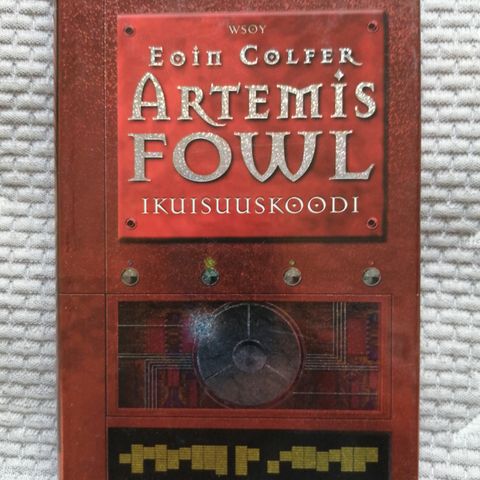 WSOY
EOIN COLFER
ARTEMIS
FOWL
IKUISUUSKOODI